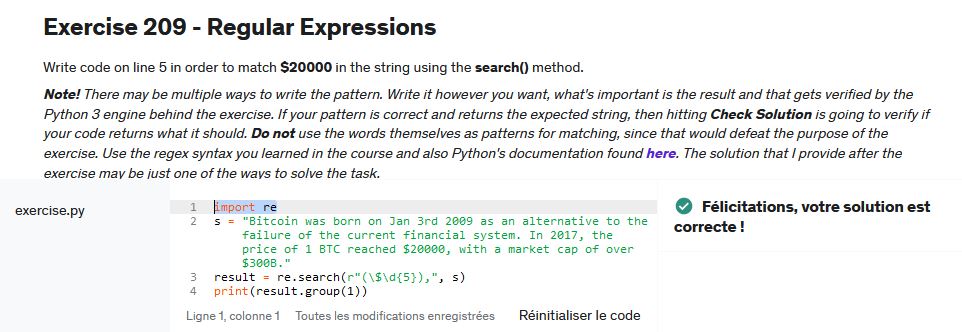 Exercise 209 - Regular Expressions
Write code on line 5 in order to match $20000 in the string using the search() method.
Note! There may be multiple ways to write the pattern. Write it however you want, what's important is the result and that gets verified by the
Python 3 engine behind the exercise. If your pattern is correct and returns the expected string, then hitting Check Solution is going to verify if
your code returns what it should. Do not use the words themselves as patterns for matching, since that would defeat the purpose of the
exercise. Use the regex syntax you learned in the course and also Python's documentation found here. The solution that I provide after the
exercise may be just one of the ways to solve the task.
exercise.py
1 import re
2 s = "Bitcoin was born on Jan 3rd 2009 as an alternative to the
failure of the current financial system. In 2017, the
price of 1 BTC reached $20000, with a market cap of over
$300B."
3 result = re.search(r"(\$\d{5}),", s)
4 print(result.group(1))
Ligne 1, colonne 1 Toutes les modifications enregistrées Réinitialiser le code
Félicitations, votre solution est
correcte !